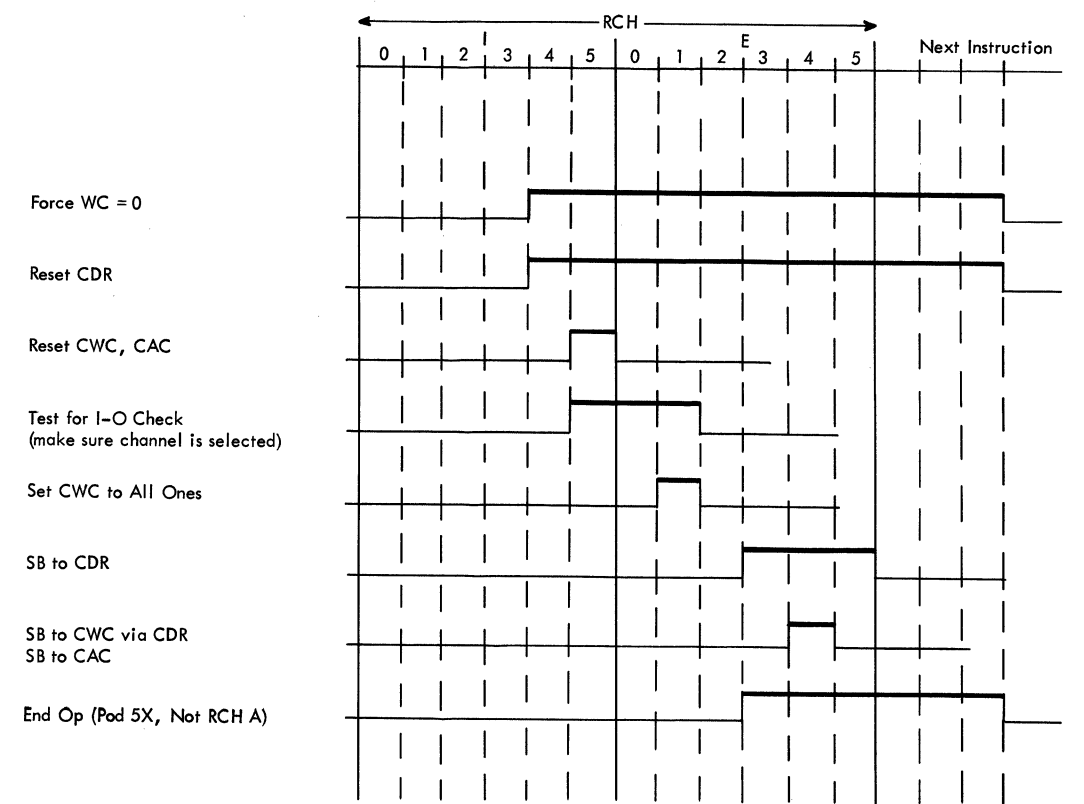 RCH
I
E
0 1 2 3 4 5 0 1 2 3 4 5
Next Instruction
Force WC = 0
Reset CDR
Reset CWC, CAC
Test for I-O Check
(make sure channel is selected)
Set CWC to All Ones
SB to CDR
SB to CWC via CDR
SB to CAC
End Op (Pod 5X, Not RCH A)